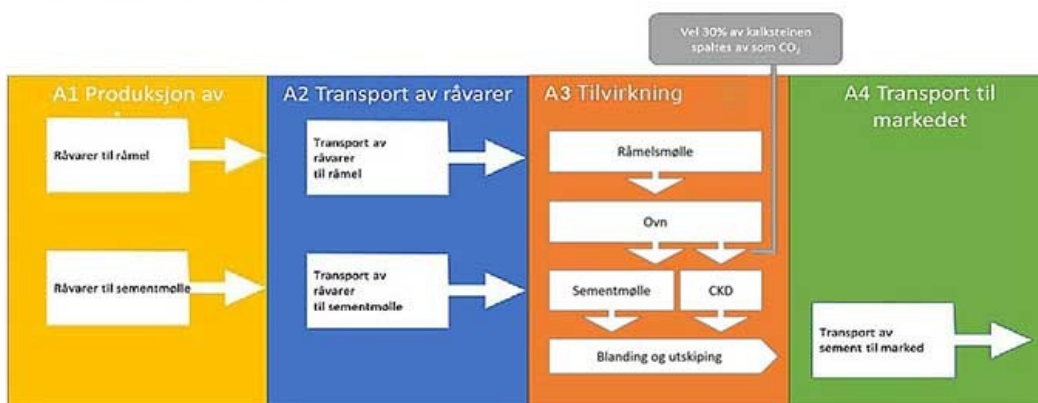 Vel 30% av kalksteinen
spaltes av som CO₂
A1 Produksjon av
Råvarer til råmel
Råvarer til sementmølle
A2 Transport av råvarer
Transport av
råvarer
til råmel
Transport av
råvarer
til sementmølle
A3 Tilvirkning
Råmelsmølle
Ovn
Sementmølle
CKD
Blanding og utskiping
A4 Transport til
markedet
Transport av
sement til marked